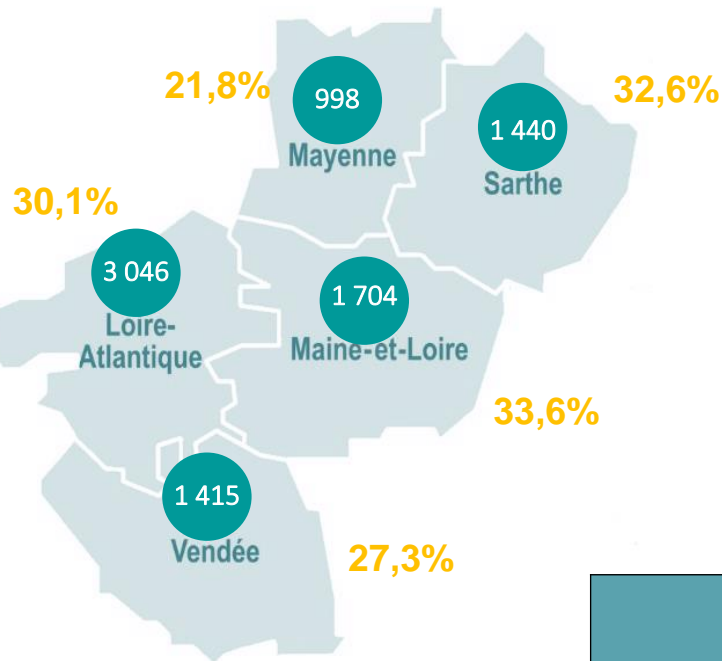 21,8%
998
Mayenne
32,6%
1 440
Sarthe
30,1%
3 046
Loire-
Atlantique
1 704
Maine-et-Loire
33,6%
1 415
Vendée
27,3%